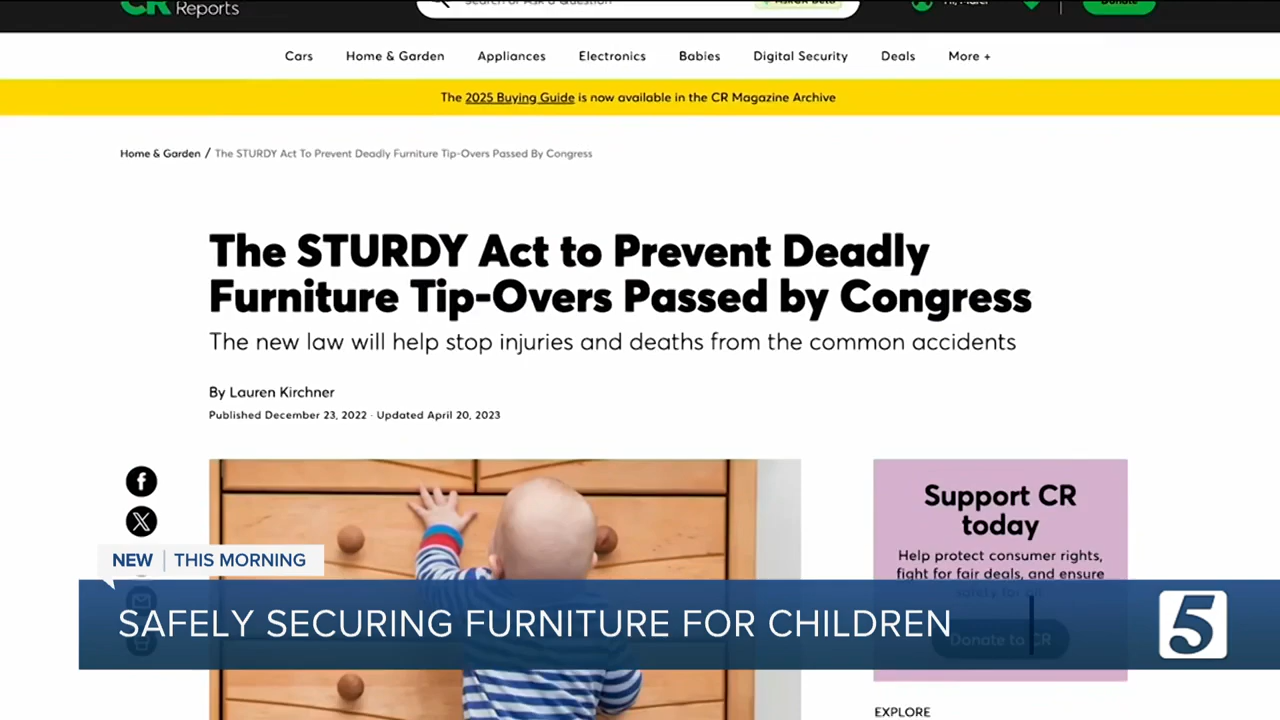 CR Reports
Cars Home & Garden Appliances Electronics Babies Digital Security Deals More +
The 2025 Buying Guide is now available in the CR Magazine Archive
Home & Garden / The STURDY Act To Prevent Deadly Furniture Tip-Overs Passed By Congress
The STURDY Act to Prevent Deadly
Furniture Tip-Overs Passed by Congress
The new law will help stop injuries and deaths from the common accidents
By Lauren Kirchner
Published December 23, 2022 · Updated April 20, 2023
Support CR
today
Help protect consumer rights,
fight for fair deals, and ensure
Donate to CR
EXPLORE
NEW | THIS MORNING
SAFELY SECURING FURNITURE FOR CHILDREN
5